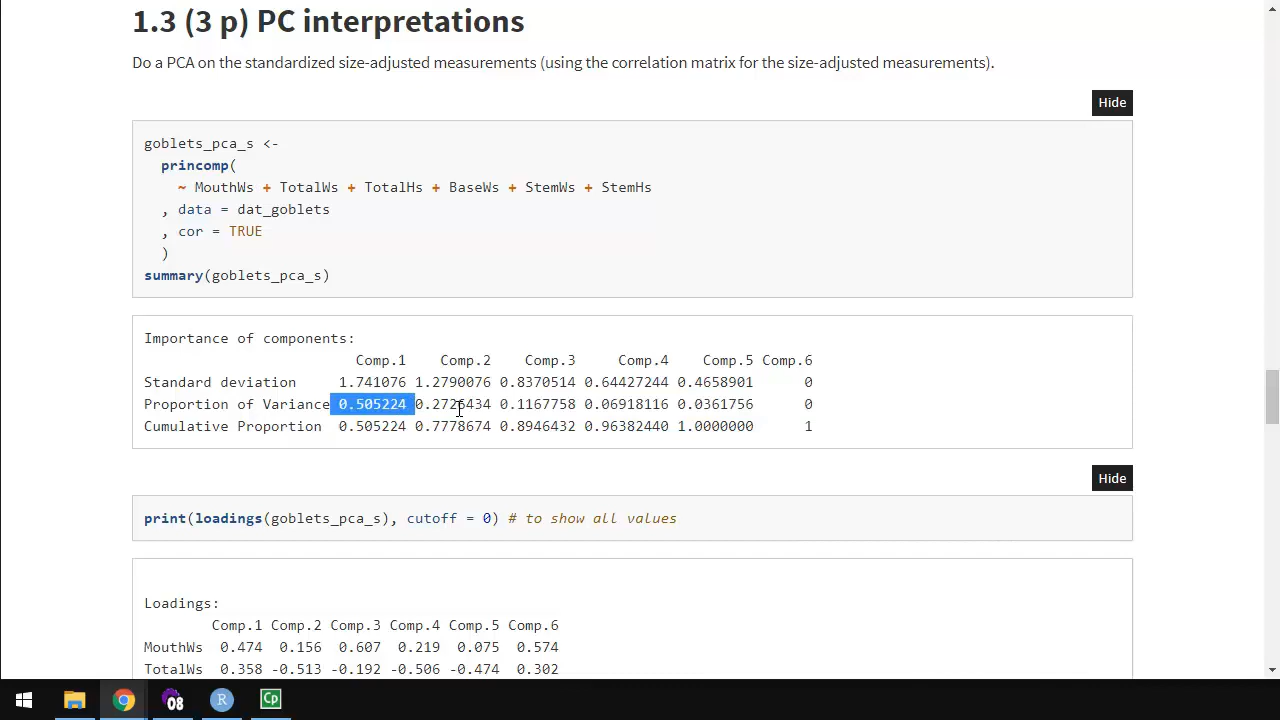 1.3 (3 p) PC interpretations
Do a PCA on the standardized size-adjusted measurements (using the correlation matrix for the size-adjusted measurements).
Hide
goblets_pca_s <-
princomp(
~ MouthWs + TotalWs + TotalHs + BaseWs + StemWs + StemHs
, data = dat_goblets
, cor = TRUE
)
summary(goblets_pca_s)
Importance of components:
Comp.1 Comp.2 Comp.3 Comp.4 Comp.5 Comp.6
Standard deviation 1.741076 1.2790076 0.8370514 0.64427244 0.4658901 0
Proportion of Variance 0.505224 0.2726434 0.1167758 0.06918116 0.0361756 0
Cumulative Proportion 0.505224 0.7778674 0.8946432 0.96382440 1.0000000 1
Hide
print(loadings(goblets_pca_s), cutoff = 0) # to show all values
Loadings:
Comp.1 Comp.2 Comp.3 Comp.4 Comp.5 Comp.6
MouthWs 0.474 0.156 0.607 0.219 0.075 0.574
TotalWs 0.358 -0.513 -0.192 -0.506 -0.474 0.302
08
R
Cp